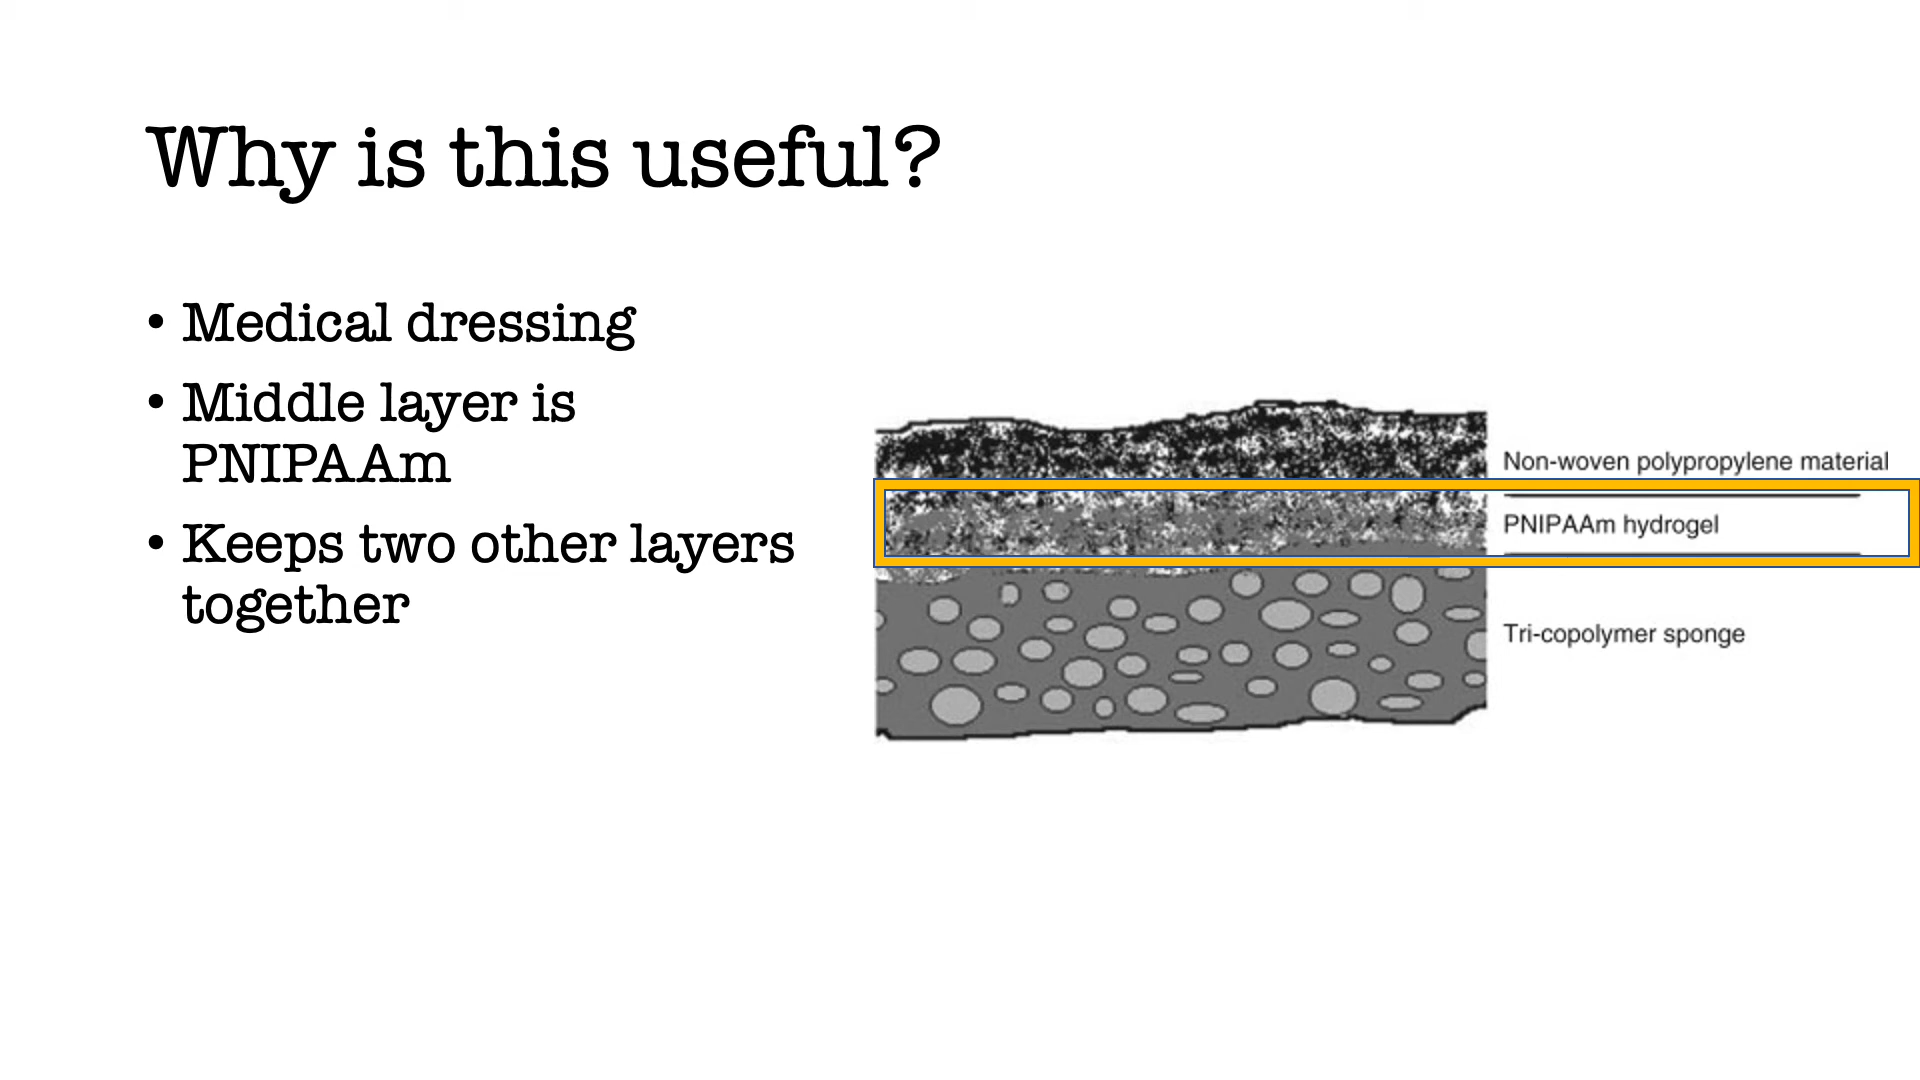 Why is this useful?
• Medical dressing
• Middle layer is
PNIPAAm
• Keeps two other layers
together
Non-woven polypropylene material
PNIPAAm hydrogel
Tri-copolymer sponge